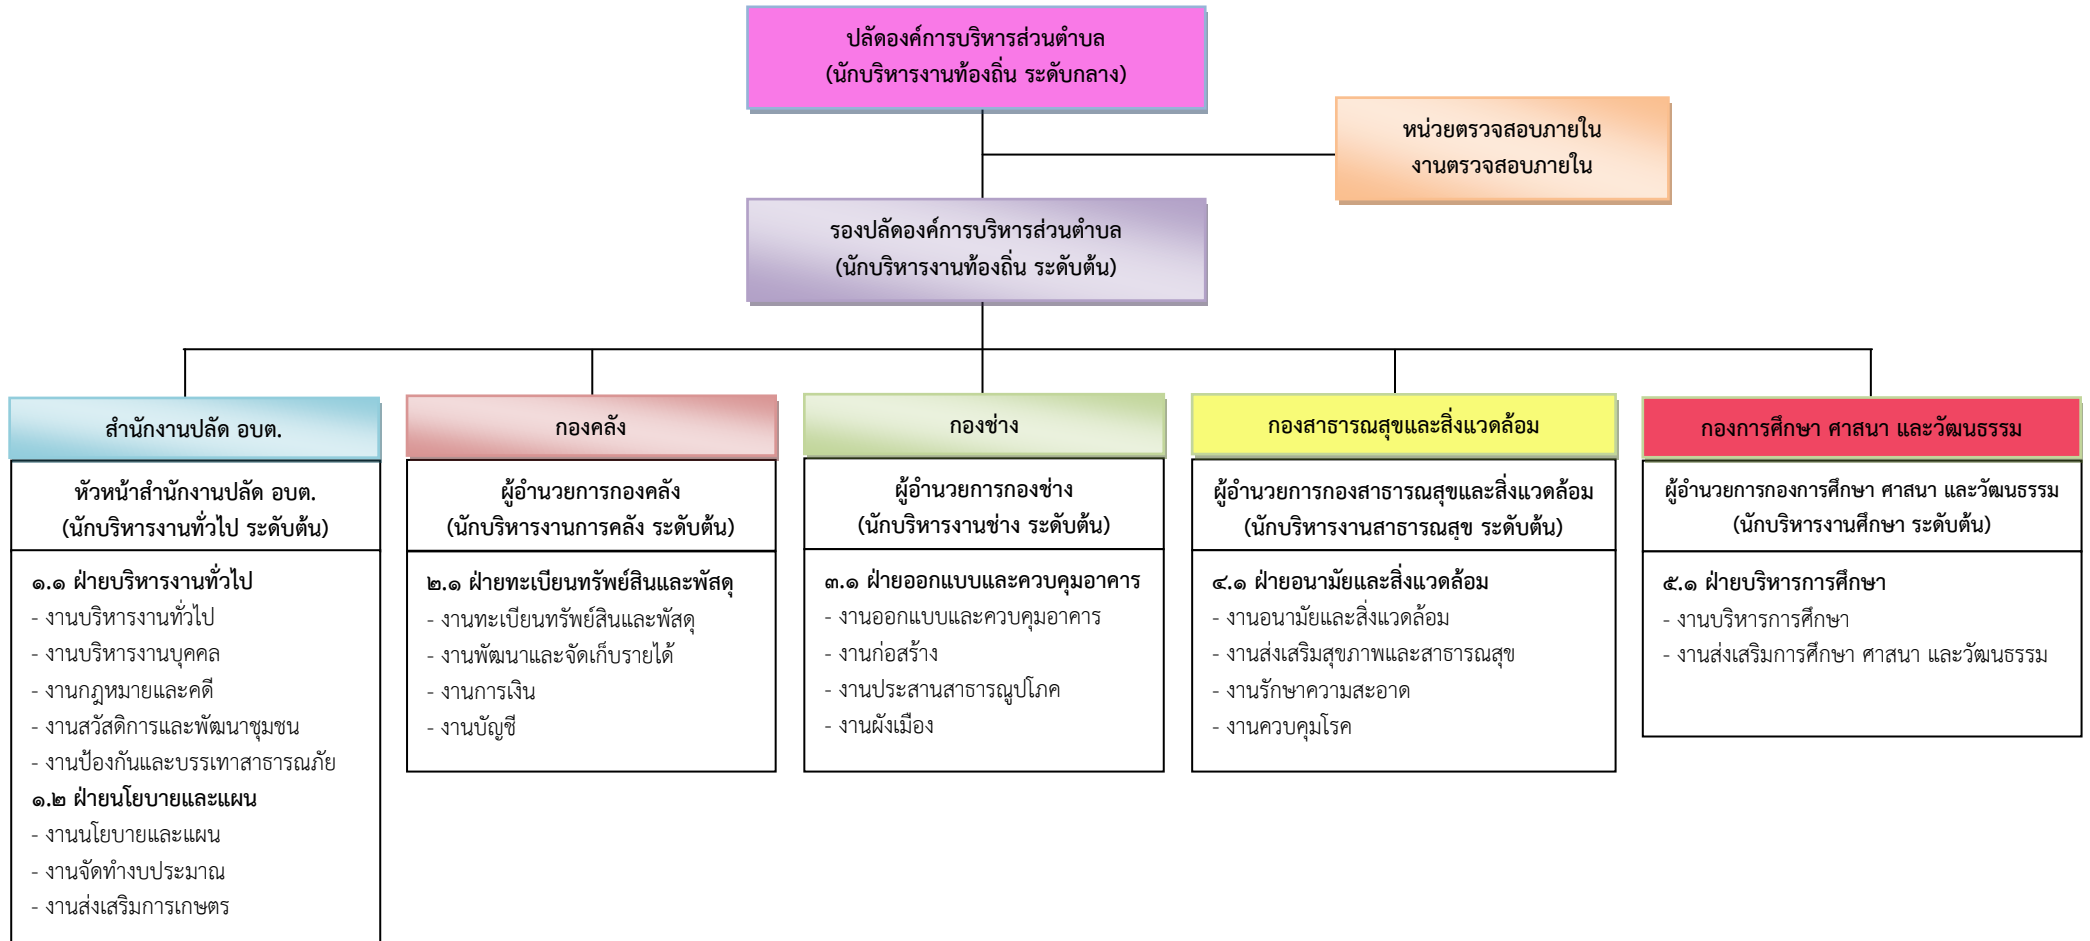 ปลัดองค์การบริหารส่วนตำบล
(นักบริหารงานท้องถิ่น ระดับกลาง)
หน่วยตรวจสอบภายใน
งานตรวจสอบภายใน
รองปลัดองค์การบริหารส่วนตำบล
(นักบริหารงานท้องถิ่น ระดับต้น)
สำนักงานปลัด อบต.
หัวหน้าสำนักงานปลัด อบต.
(นักบริหารงานทั่วไป ระดับต้น)
๑.๑ ฝ่ายบริหารงานทั่วไป
- งานบริหารงานทั่วไป
- งานบริหารงานบุคคล
- งานกฎหมายและคดี
- งานสวัสดิการและพัฒนาชุมชน
- งานป้องกันและบรรเทาสาธารณภัย
๑.๒ ฝ่ายนโยบายและแผน
- งานนโยบายและแผน
- งานจัดทำงบประมาณ
- งานส่งเสริมการเกษตร
กองคลัง
ผู้อำนวยการกองคลัง
(นักบริหารงานการคลัง ระดับต้น)
๒.๑ ฝ่ายทะเบียนทรัพย์สินและพัสดุ
- งานทะเบียนทรัพย์สินและพัสดุ
- งานพัฒนาและจัดเก็บรายได้
- งานการเงิน
- งานบัญชี
กองช่าง
ผู้อำนวยการกองช่าง
(นักบริหารงานช่าง ระดับต้น)
๓.๑ ฝ่ายออกแบบและควบคุมอาคาร
- งานออกแบบและควบคุมอาคาร
- งานก่อสร้าง
- งานประสานสาธารณูปโภค
- งานผังเมือง
กองสาธารณสุขและสิ่งแวดล้อม
ผู้อำนวยการกองสาธารณสุขและสิ่งแวดล้อม
(นักบริหารงานสาธารณสุข ระดับต้น)
๔.๑ ฝ่ายอนามัยและสิ่งแวดล้อม
- งานอนามัยและสิ่งแวดล้อม
- งานส่งเสริมสุขภาพและสาธารณสุข
- งานรักษาความสะอาด
- งานควบคุมโรค
กองการศึกษา ศาสนา และวัฒนธรรม
ผู้อำนวยการกองการศึกษา ศาสนา และวัฒนธรรม
(นักบริหารงานศึกษา ระดับต้น)
๕.๑ ฝ่ายบริหารการศึกษา
- งานบริหารการศึกษา
- งานส่งเสริมการศึกษา ศาสนา และวัฒนธรรม